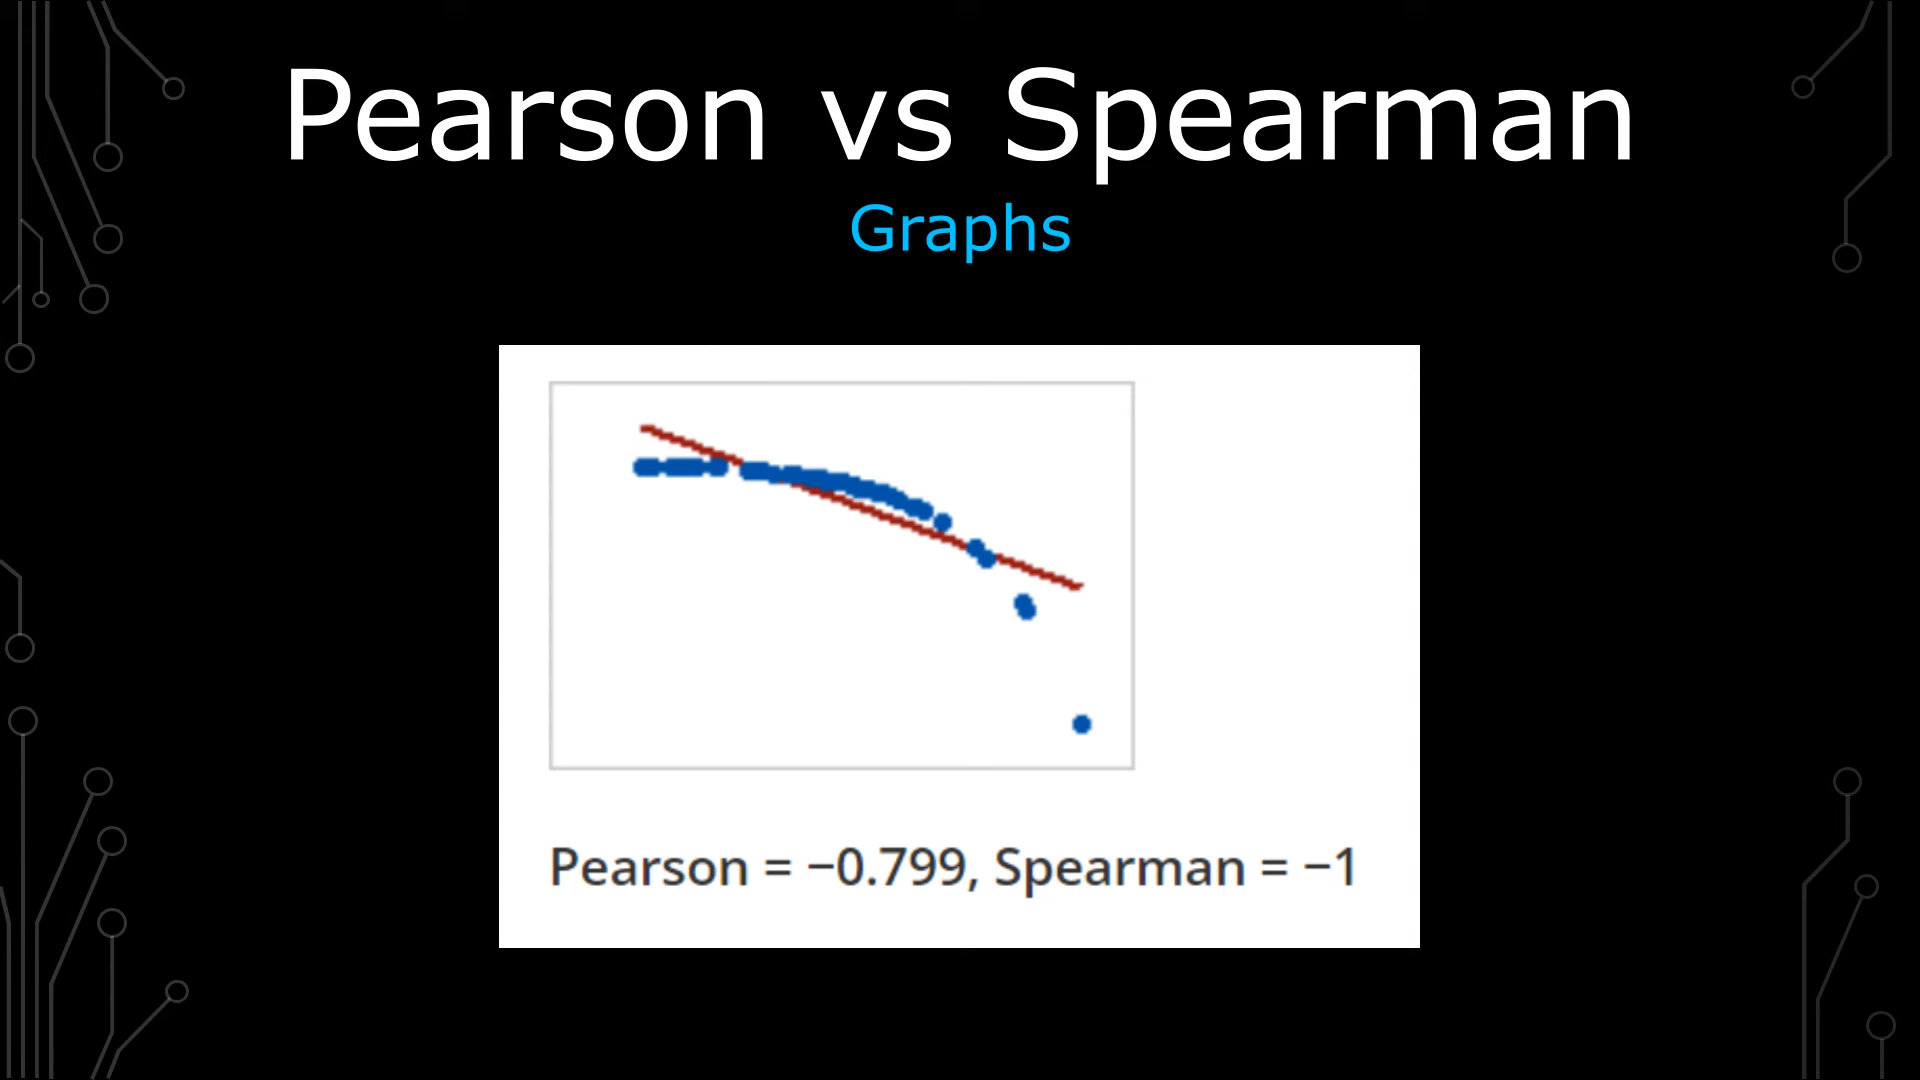 Pearson vs Spearman
Graphs
Pearson = −0.799, Spearman = −1